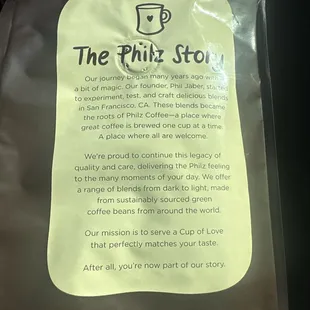 The Philz Story
Our journey began many years ago with
a bit of magic. Our founder, Phil Jaber, started
to experiment, test, and craft delicious blends
in San Francisco, CA. These blends became
the roots of Philz Coffee—a place where
great coffee is brewed one cup at a time.
A place where all are welcome.
We're proud to continue this legacy of
quality and care, delivering the Philz feeling
to the many moments of your day. We offer
a range of blends from dark to light, made
from sustainably sourced green
coffee beans from around the world.
Our mission is to serve a Cup of Love
that perfectly matches your taste.
After all, you're now part of our story.